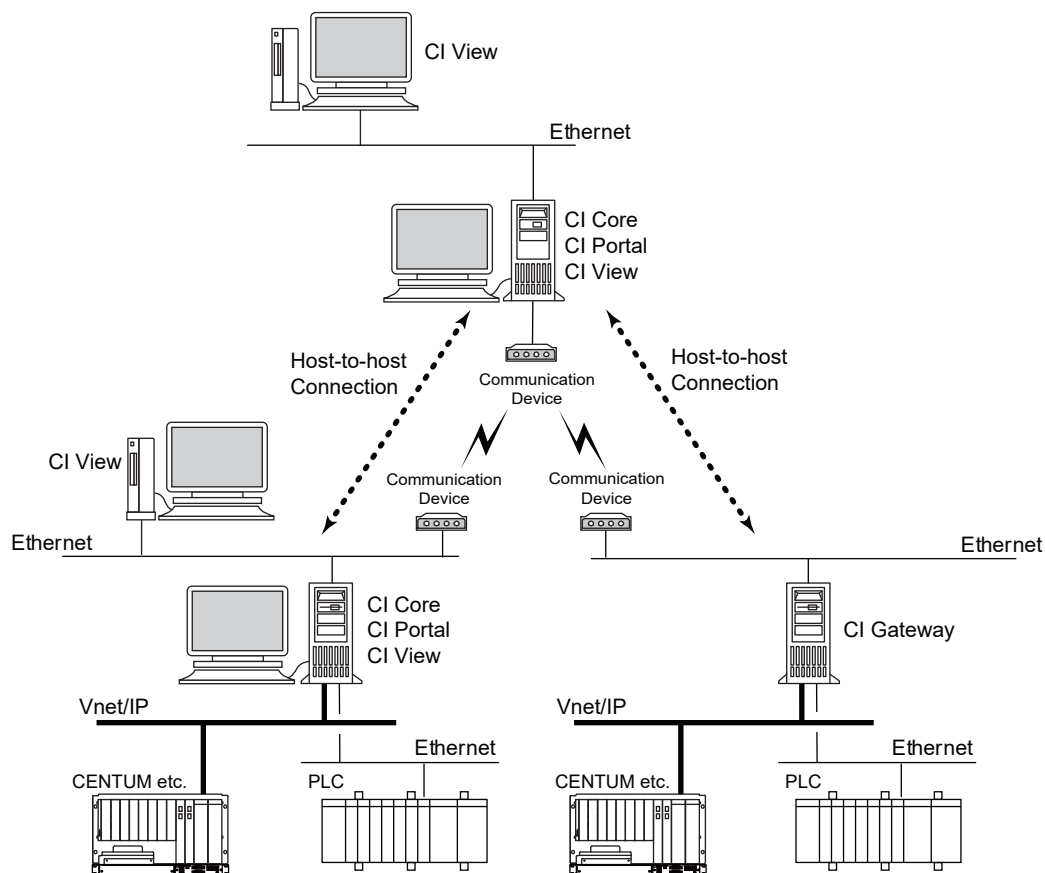 CI View
Ethernet
CI Core
CI Portal
CI View
Host-to-host
Connection
Host-to-host
Connection
Communication
Device
CI View
Communication
Device
Communication
Device
Ethernet
Ethernet
CI Core
CI Portal
CI View
CI Gateway
Vnet/IP
Vnet/IP
Ethernet
Ethernet
CENTUM etc.
PLC
CENTUM etc.
PLC